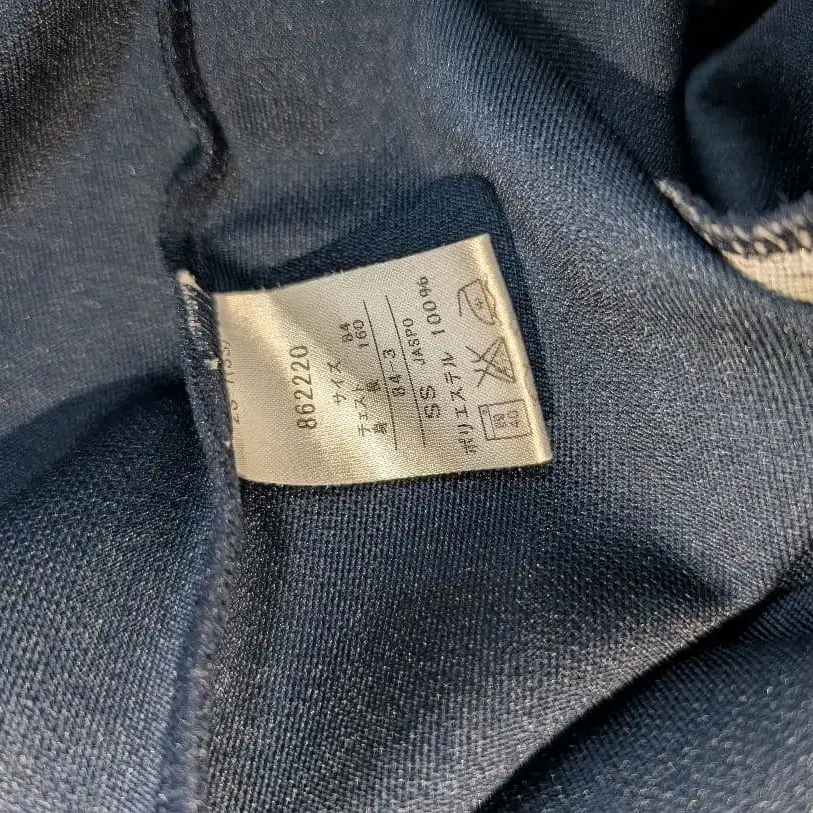 862220
サイズ
チェスト 84
身長 160
84-3
SS JASPO
ポリエステル 100%
40